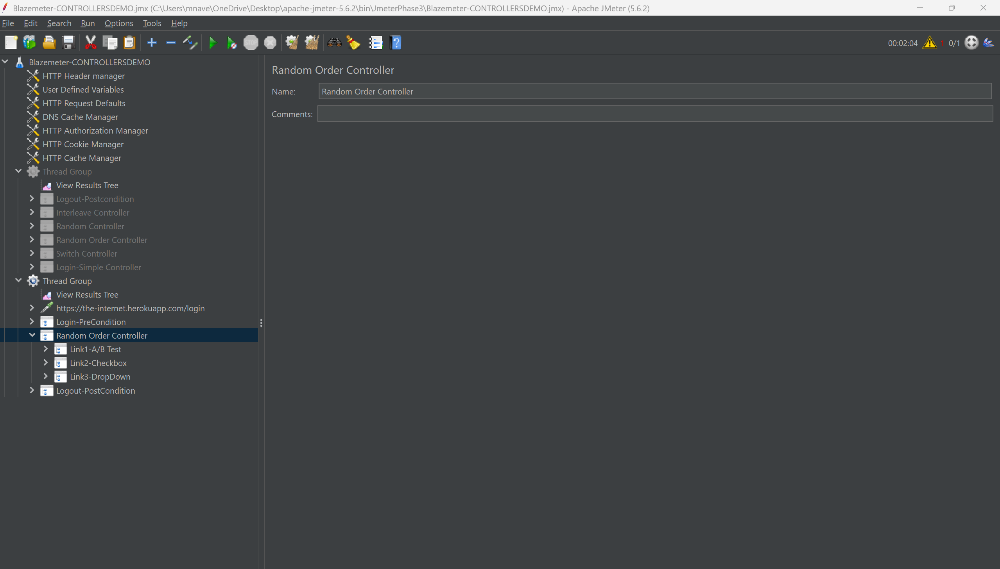 Blazemeter-CONTROLLERSDEMO.jmx (C:\Users\mnave\OneDrive\Desktop\apache-jmeter-5.6.2\bin\JmeterPhase3\Blazemeter-CONTROLLERSDEMO.jmx) - Apache JMeter (5.6.2)
File Edit Search Run Options Tools Help
STOP
?
00:02:04 1 0/1
Blazemeter-CONTROLLERSDEMO
HTTP Header manager
User Defined Variables
HTTP Request Defaults
DNS Cache Manager
HTTP Authorization Manager
HTTP Cookie Manager
HTTP Cache Manager
Thread Group
View Results Tree
Logout-Postcondition
Interleave Controller
Random Controller
Random Order Controller
Switch Controller
Login-Simple Controller
Thread Group
View Results Tree
https://the-internet.herokuapp.com/login
Login-PreCondition
Random Order Controller
Link1-A/B Test
Link2-Checkbox
Link3-DropDown
Logout-PostCondition
Random Order Controller
Name: Random Order Controller
Comments: